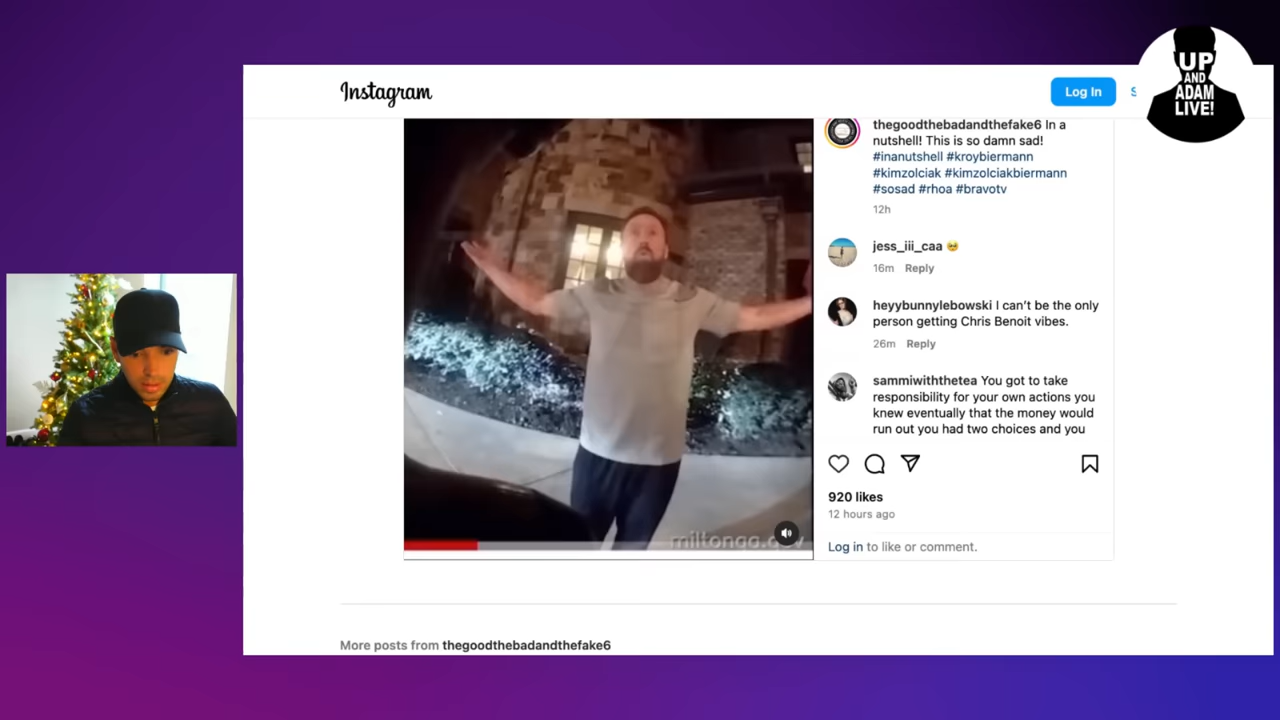 Instagram
Log In
S
UP
AND
ADAM
LIVE!
thegoodthebadandthefake6 In a
nutshell! This is so damn sad!
#inanutshell #kroybiermann
#kimzolciak #kimzolciakbiermann
#sosad #rhoa #bravotv
12h
jess_iii_caa 🥹
16m Reply
heyybunnylebowski I can't be the only
person getting Chris Benoit vibes.
26m Reply
sammiwiththetea You got to take
responsibility for your own actions you
knew eventually that the money would
run out you had two choices and you
920 likes
12 hours ago
Log in to like or comment.
miltonga.gov
More posts from thegoodthebadandthefake6